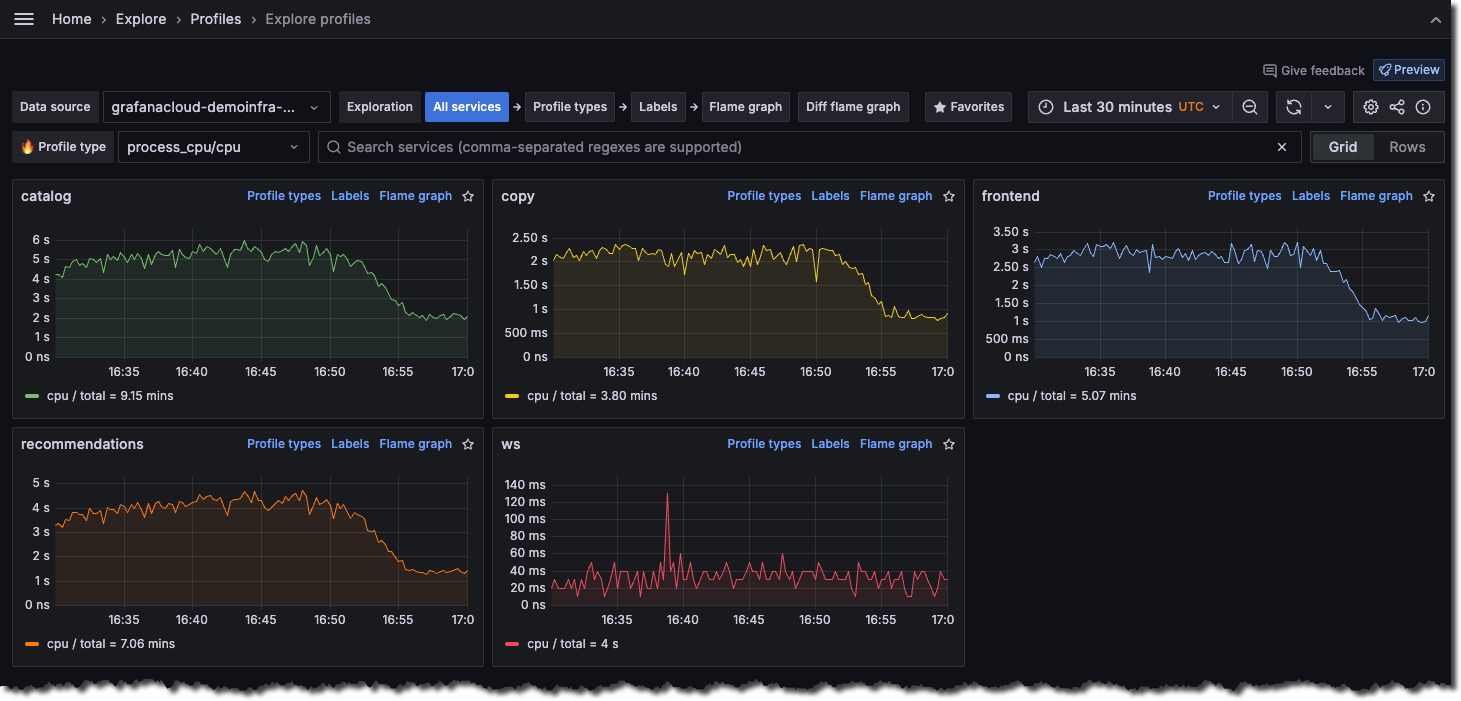 Home › Explore › Profiles › Explore profiles
Give feedback Preview
Data source grafanacloud-demoinfra-... Exploration All services → Profile types → Labels → Flame graph Diff flame graph Favorites Last 30 minutes UTC
Profile type process_cpu/cpu Search services (comma-separated regexes are supported) Grid Rows
catalog Profile types Labels Flame graph
6 s
5 s
4 s
3 s
2 s
1 s
0 ns
16:35 16:40 16:45 16:50 16:55 17:0
cpu / total = 9.15 mins
copy Profile types Labels Flame graph
2.50 s
2 s
1.50 s
1 s
500 ms
0 ns
16:35 16:40 16:45 16:50 16:55 17:0
cpu / total = 3.80 mins
frontend Profile types Labels Flame graph
3.50 s
3 s
2.50 s
2 s
1.50 s
1 s
500 ms
0 ns
16:35 16:40 16:45 16:50 16:55 17:0
cpu / total = 5.07 mins
recommendations Profile types Labels Flame graph
5 s
4 s
3 s
2 s
1 s
0 ns
16:35 16:40 16:45 16:50 16:55 17:0
cpu / total = 7.06 mins
ws Profile types Labels Flame graph
140 ms
120 ms
100 ms
80 ms
60 ms
40 ms
20 ms
0 ns
16:35 16:40 16:45 16:50 16:55 17:0
cpu / total = 4 s